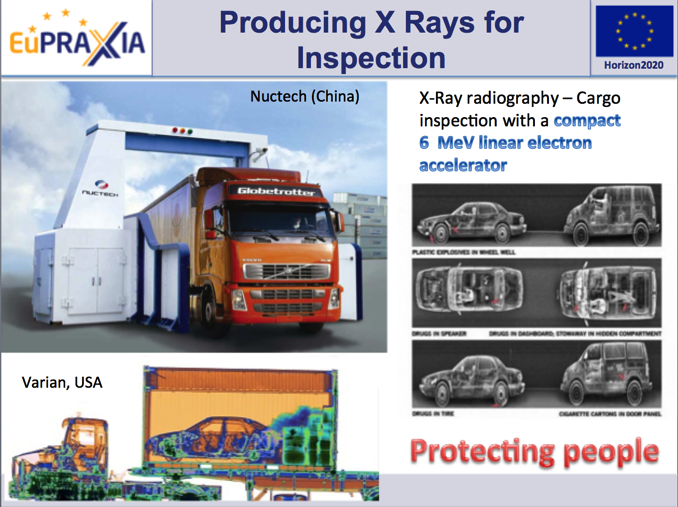 EuPRAXIA
Producing X Rays for
Inspection
Horizon2020
Nuctech (China)
NUCTECH
Globetrotter
VOLVO
X-Ray radiography – Cargo
inspection with a compact
6 MeV linear electron
accelerator
PLASTIC EXPLOSIVES IN WHEEL WELL
DRUGS IN SPEAKER
DRUGS IN DASHBOARD; STOWAWAY IN HIDDEN COMPARTMENT
DRUGS IN TIRE
CIGARETTE CARTONS IN DOOR PANEL
Varian, USA
Protecting people